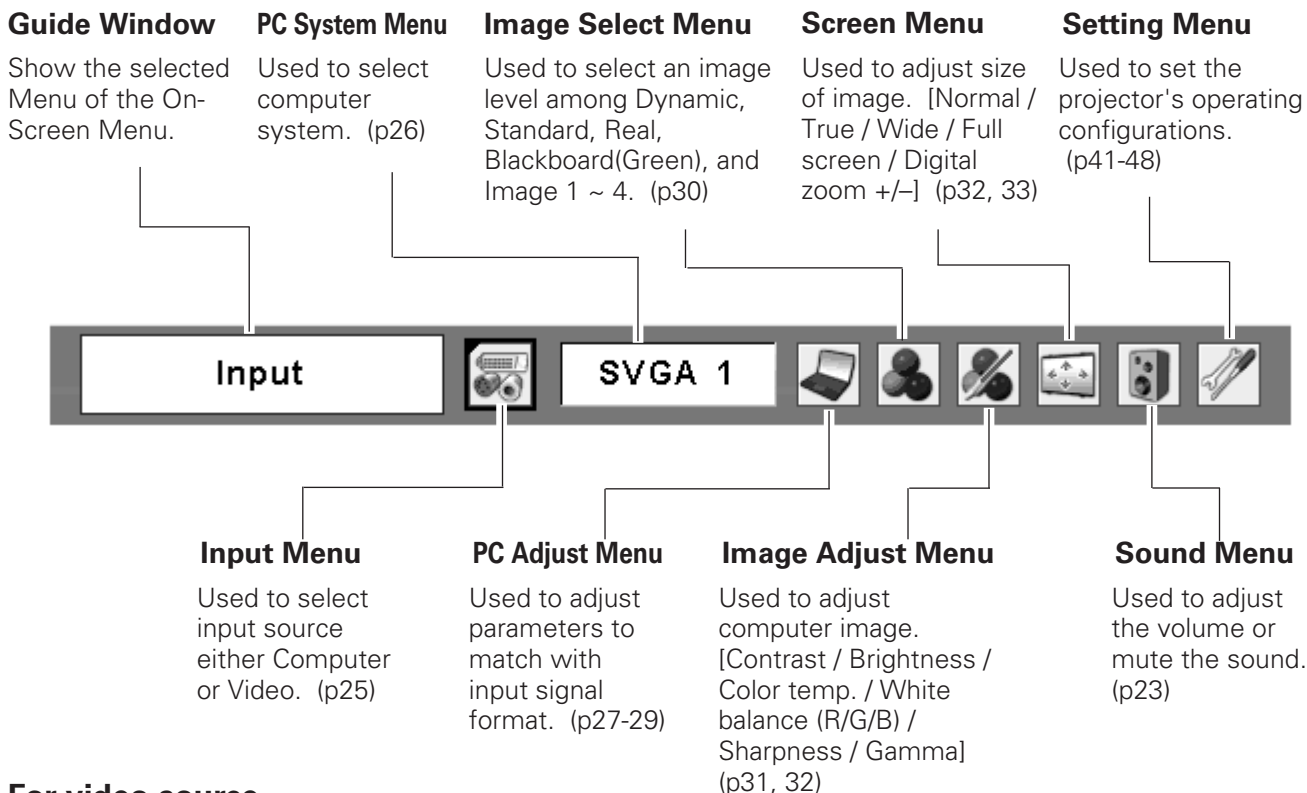 Guide Window
Show the selected
Menu of the On-
Screen Menu.
PC System Menu
Used to select
computer
system. (p26)
Image Select Menu
Used to select an image
level among Dynamic,
Standard, Real,
Blackboard(Green), and
Image 1 ~ 4. (p30)
Screen Menu
Used to adjust size
of image. [Normal /
True / Wide / Full
screen / Digital
zoom +/–] (p32, 33)
Setting Menu
Used to set the
projector's operating
configurations.
(p41-48)
Input
SVGA 1
Input Menu
Used to select
input source
either Computer
or Video. (p25)
PC Adjust Menu
Used to adjust
parameters to
match with
input signal
format. (p27-29)
Image Adjust Menu
Used to adjust
computer image.
[Contrast / Brightness /
Color temp. / White
balance (R/G/B) /
Sharpness / Gamma]
(p31, 32)
Sound Menu
Used to adjust
the volume or
mute the sound.
(p23)
For video source